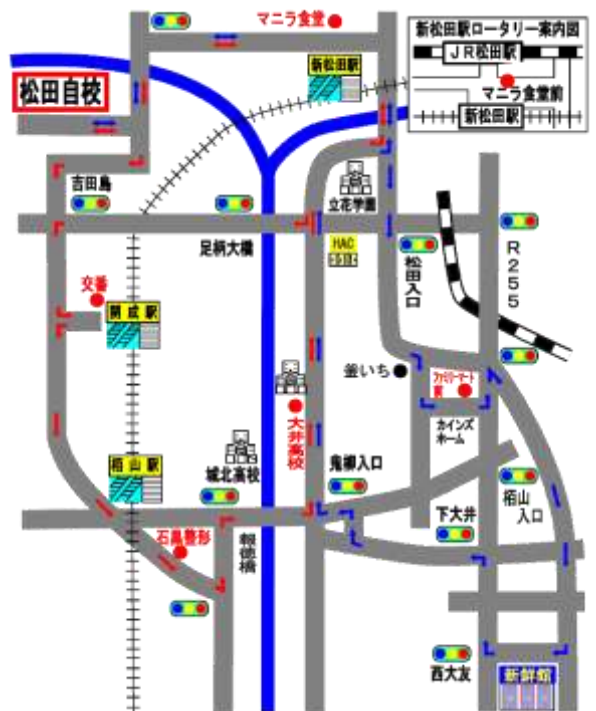 マニラ食堂
新松田駅ロータリー案内図
JR松田駅
マニラ食堂前
新松田駅
新松田駅
松田自校
吉田島
立花学園
足柄大橋
HAC
松田入口
R255
交番
開成駅
釜いち
ファミリーマート
前
カインズ
ホーム
大井高校
栢山駅
城北高校
鬼柳入口
栢山
入口
下大井
石黒整形
報徳橋
西大友
新鮮館